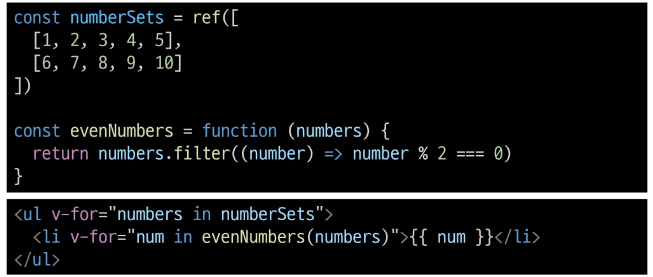 const numberSets = ref([
  [1, 2, 3, 4, 5],
  [6, 7, 8, 9, 10]
])

const evenNumbers = function (numbers) {
  return numbers.filter((number) => number % 2 === 0)
}
<ul v-for="numbers in numberSets">
  <li v-for="num in evenNumbers(numbers)">{{ num }}</li>
</ul>